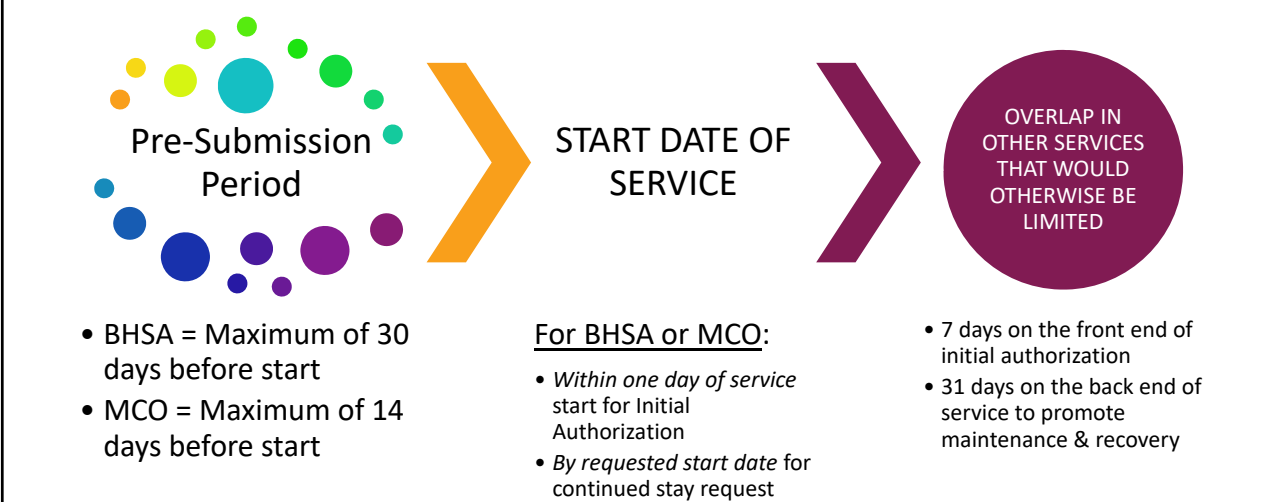 Pre-Submission
Period
• BHSA = Maximum of 30
days before start
• MCO = Maximum of 14
days before start
START DATE OF
SERVICE
For BHSA or MCO:
• Within one day of service
start for Initial
Authorization
• By requested start date for
continued stay request
OVERLAP IN
OTHER SERVICES
THAT WOULD
OTHERWISE BE
LIMITED
• 7 days on the front end of
initial authorization
• 31 days on the back end of
service to promote
maintenance & recovery